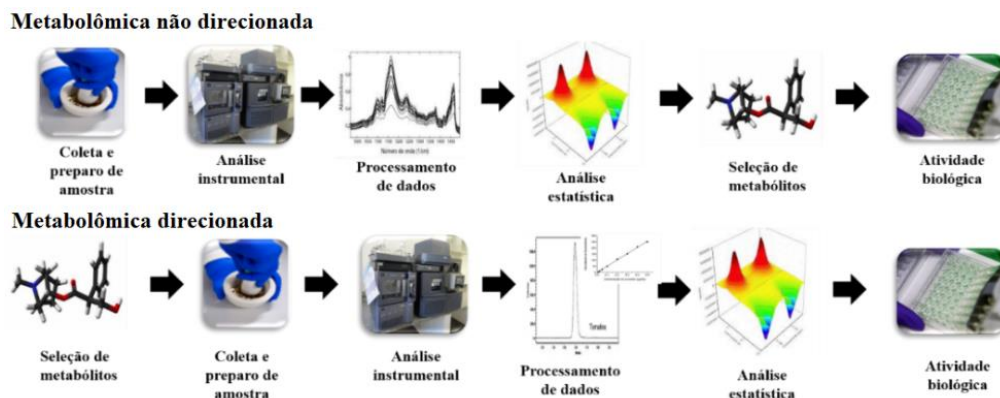 Metabolômica não direcionada
Coleta e
preparo de
amostra
Análise
instrumental
Processamento
de dados
Análise
estatística
Seleção de
metabólitos
Atividade
biológica
Metabolômica direcionada
Seleção de
metabólitos
Coleta e
preparo de
amostra
Análise
instrumental
Processamento
de dados
Análise
estatística
Atividade
biológica